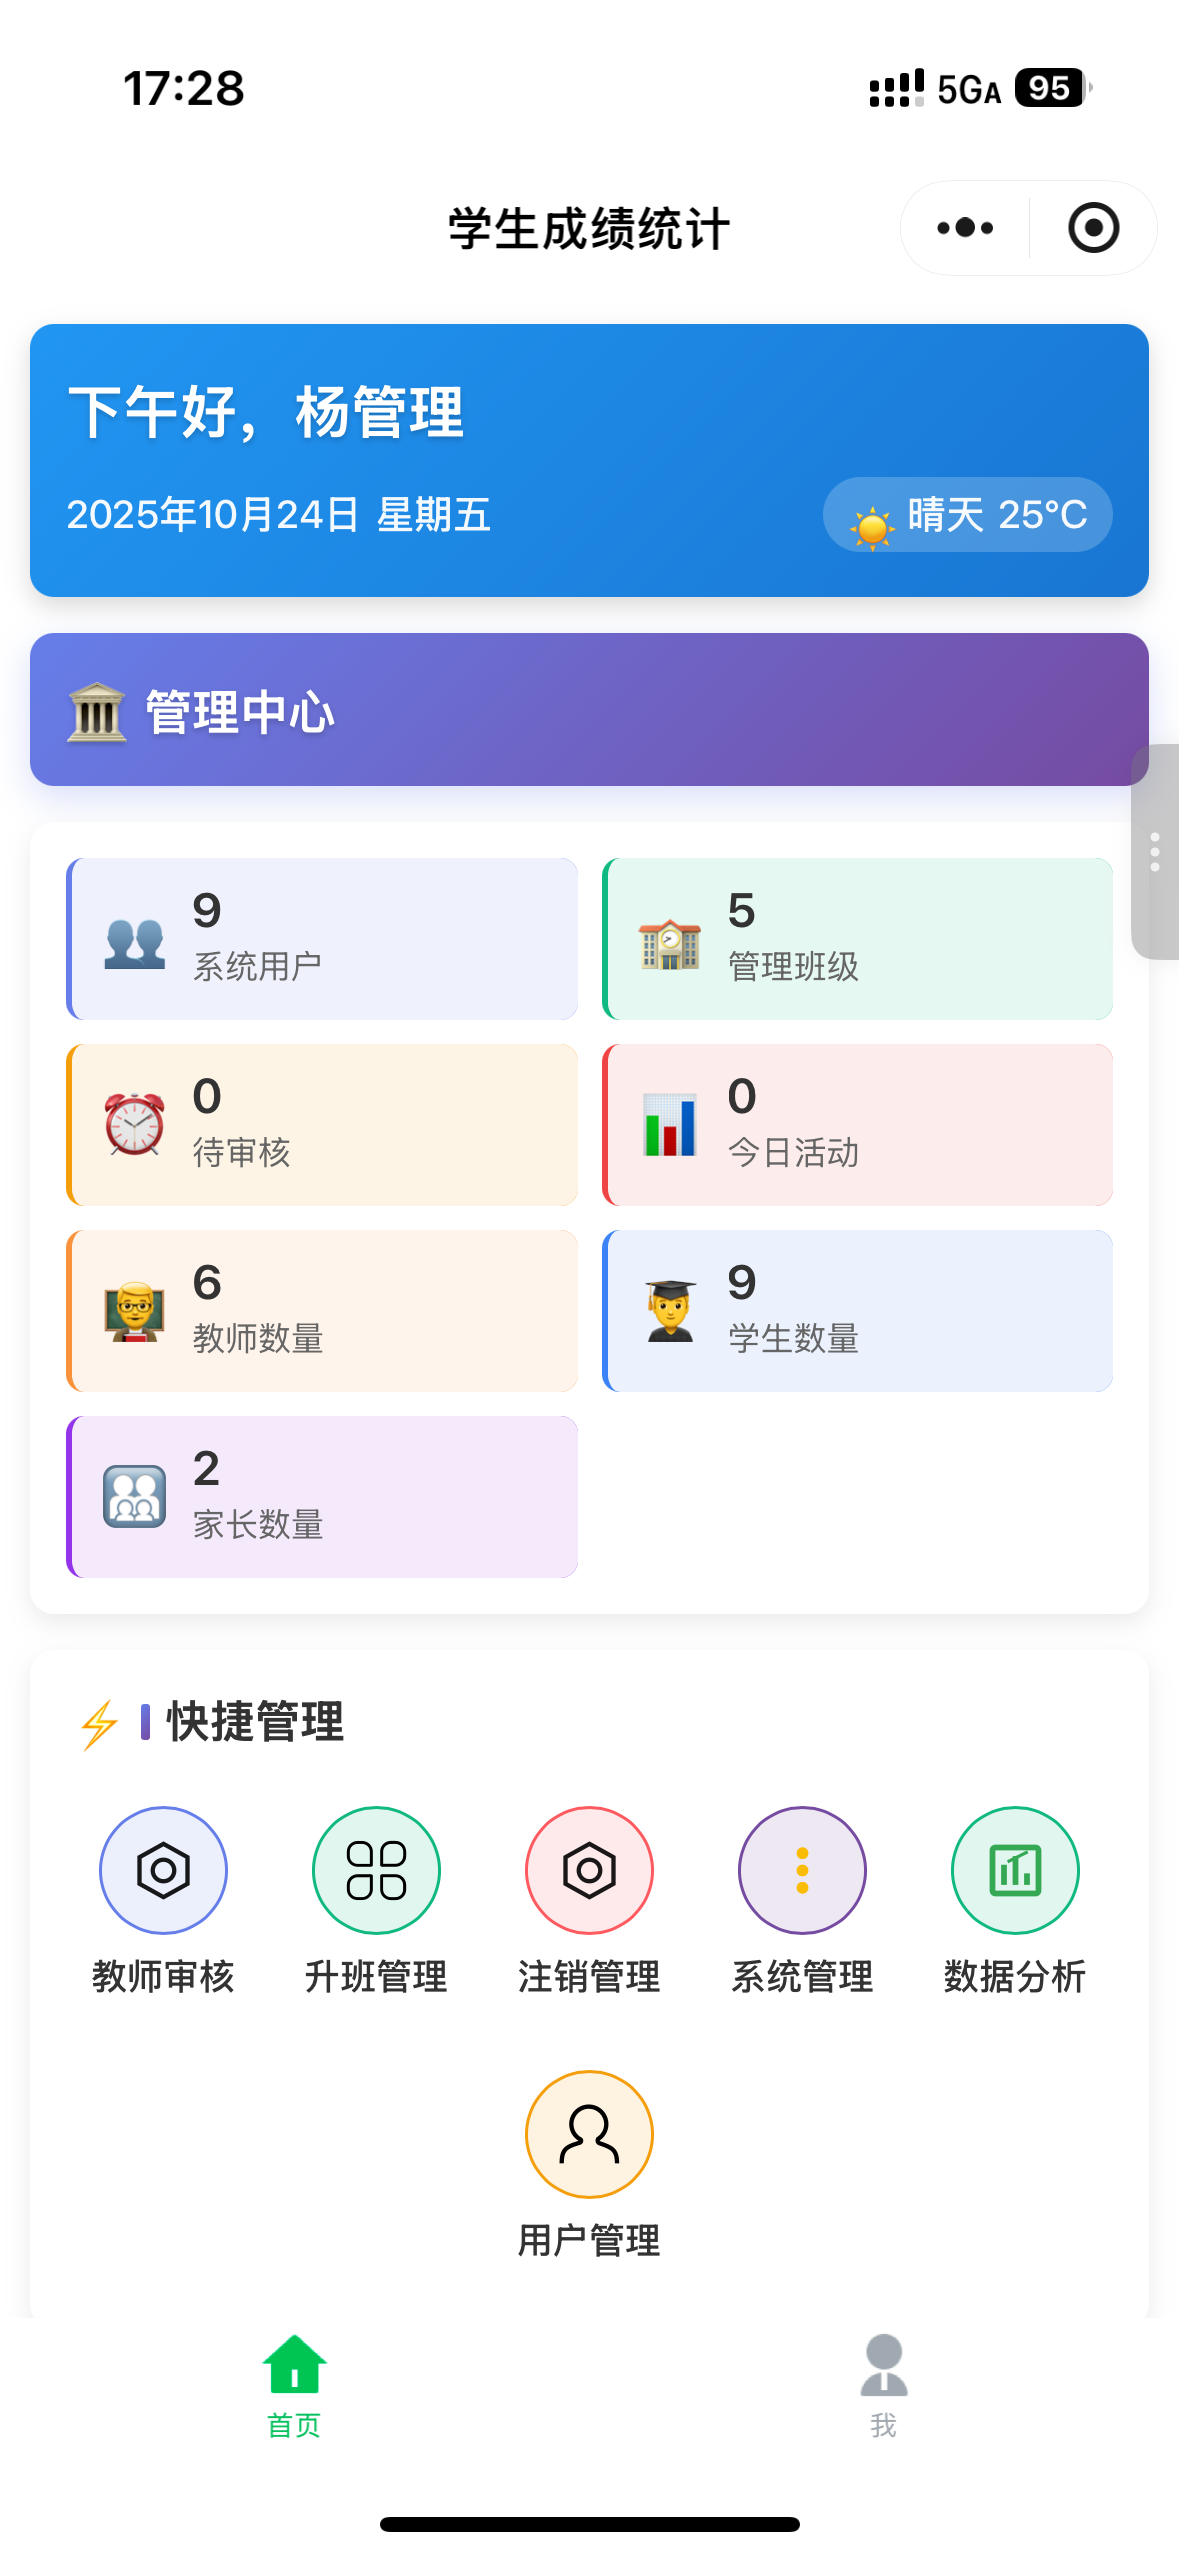 17:28
5GA
95
学生成绩统计
下午好，杨管理
2025年10月24日 星期五
晴天 25°C
管理中心
9
系统用户
5
管理班级
0
待审核
0
今日活动
6
教师数量
9
学生数量
2
家长数量
快捷管理
教师审核
升班管理
注销管理
系统管理
数据分析
用户管理
首页
我